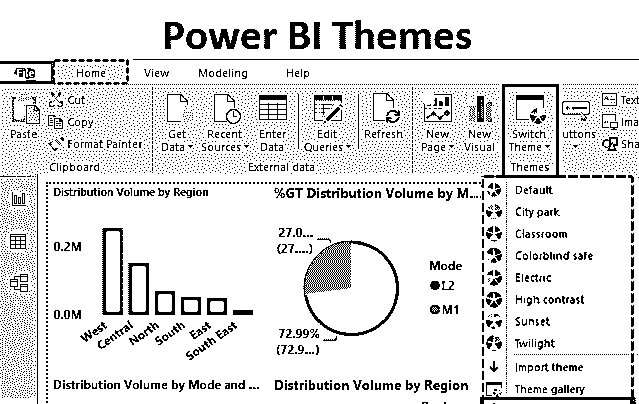 Power BI Themes
File Home View Modeling Help
Cut
Copy
Paste
Format Painter
Get Data
Recent Sources
Enter Data
Edit Queries
Refresh
New Page
New Visual
Switch Theme
uttons
Text
Ima
Sha
Clipboard External data Themes
Distribution Volume by Region
0.2M
0.0M
West Central North South East South East
%GT Distribution Volume by M...
27.0...
(27....)
72.99%
(72.9...)
Mode
L2
M1
Default
City park
Classroom
Colorblind safe
Electric
High contrast
Sunset
Twilight
Import theme
Theme gallery
Distribution Volume by Mode and ...
Distribution Volume by Region